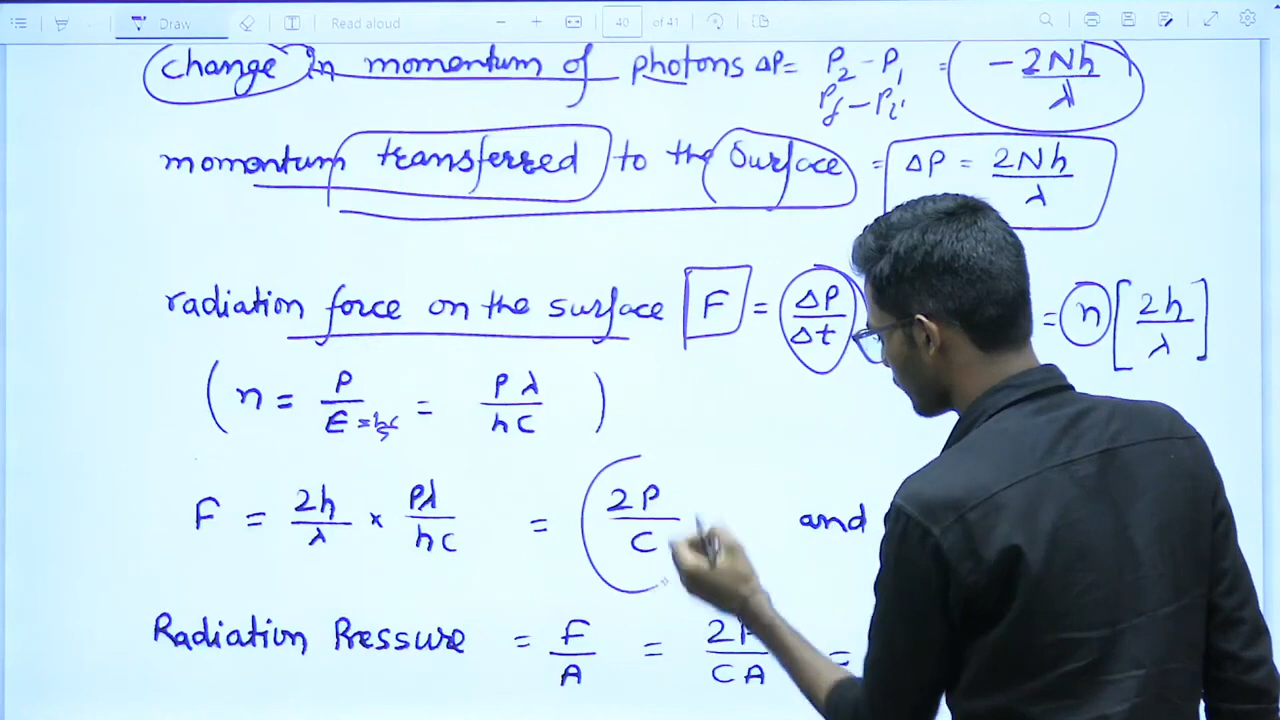 Draw Read aloud 40 of 41
change in momentum of photons ΔP = P₂ - P₁ = -2Nh/λ
Pf - Pi
momentum transferred to the surface = ΔP = 2Nh/λ
radiation force on the surface F = ΔP/Δt = n[2h/λ]
(n = P/E = hc/λ = Pλ/hc)
F = 2h/λ × Pλ/hc = 2P/C and
Radiation Pressure = F/A = 2P/CA =